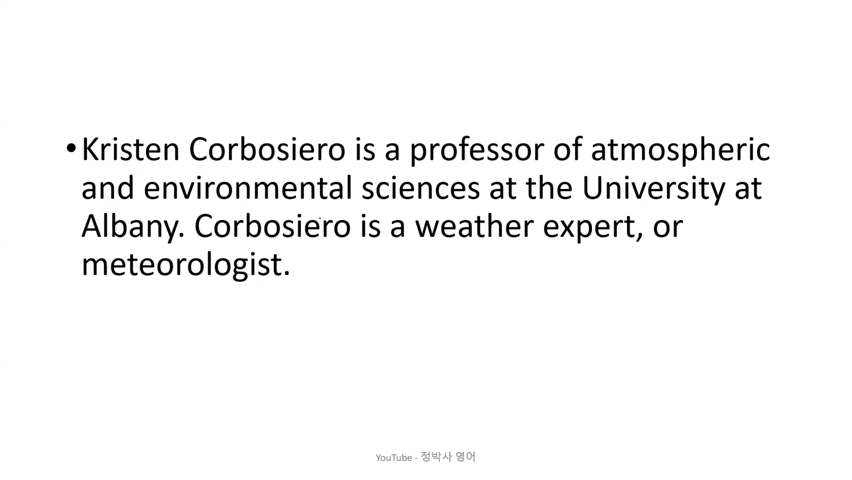 •Kristen Corbosiero is a professor of atmospheric
and environmental sciences at the University at
Albany. Corbosiero is a weather expert, or
meteorologist.
YouTube - 정박사 영어